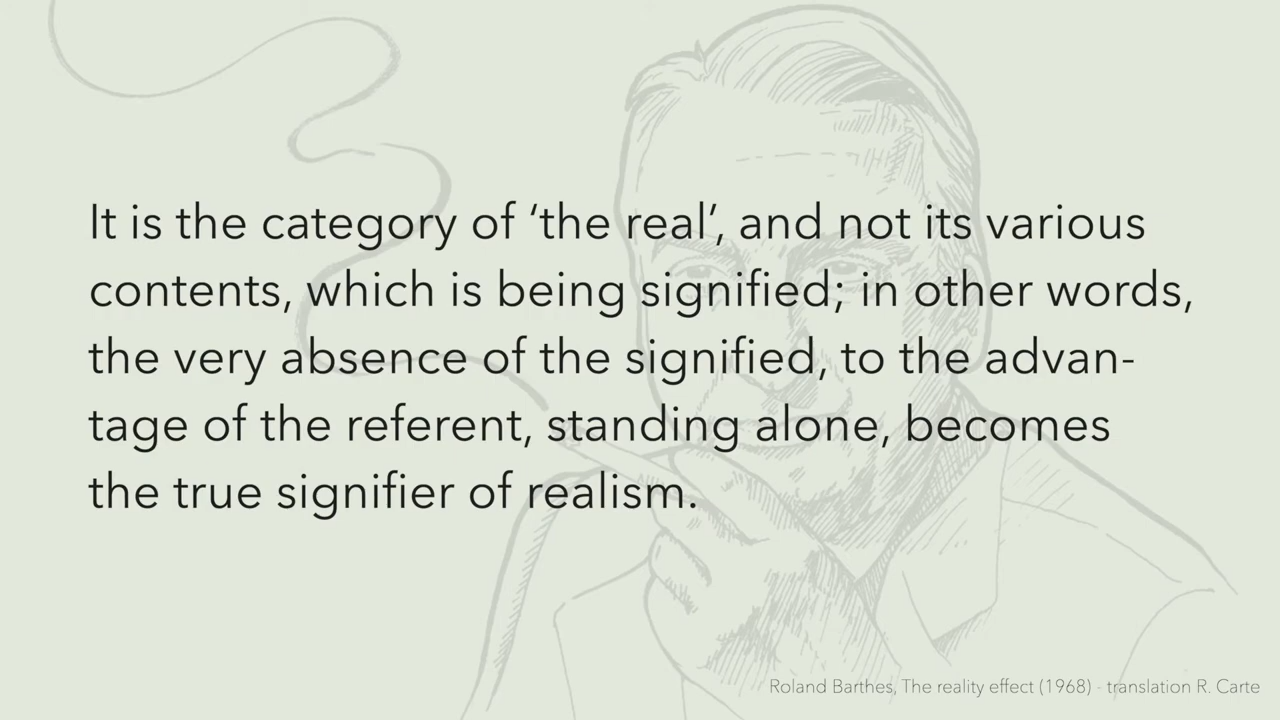 It is the category of ‘the real’, and not its various
contents, which is being signified; in other words,
the very absence of the signified, to the advan-
tage of the referent, standing alone, becomes
the true signifier of realism.
Roland Barthes, The reality effect (1968) - translation R. Carte